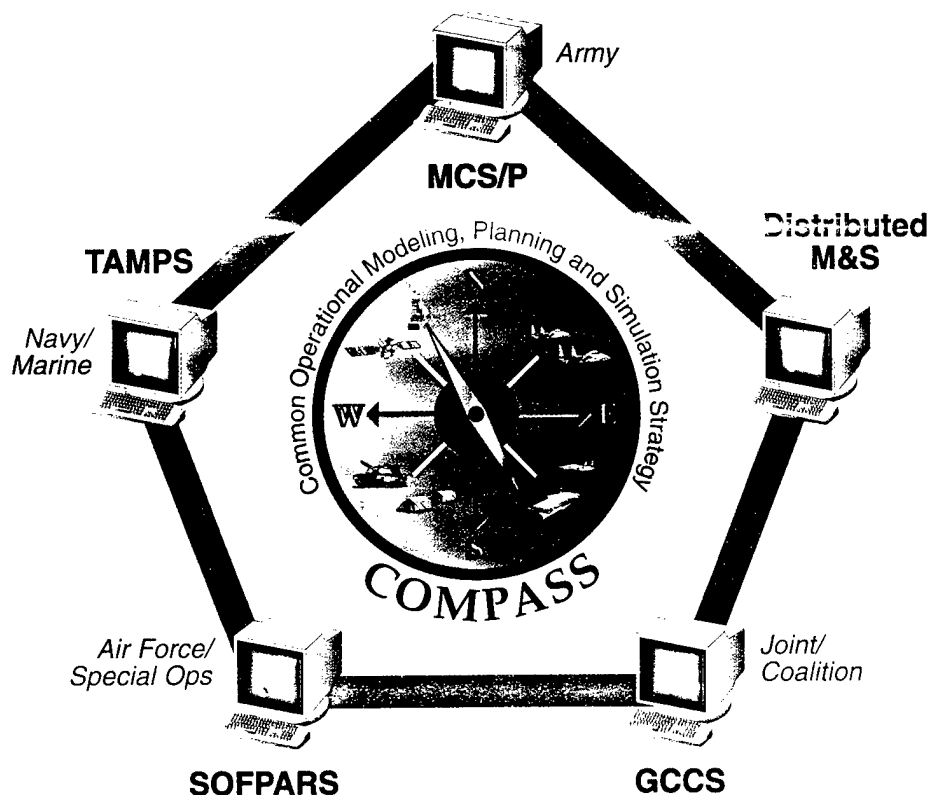 Army
MCS/P
Distributed
M&S
TAMPS
Navy/
Marine
Common Operational Modeling, Planning and Simulation Strategy
W
E
S
COMPASS
Air Force/
Special Ops
Joint/
Coalition
SOFPARS
GCCS